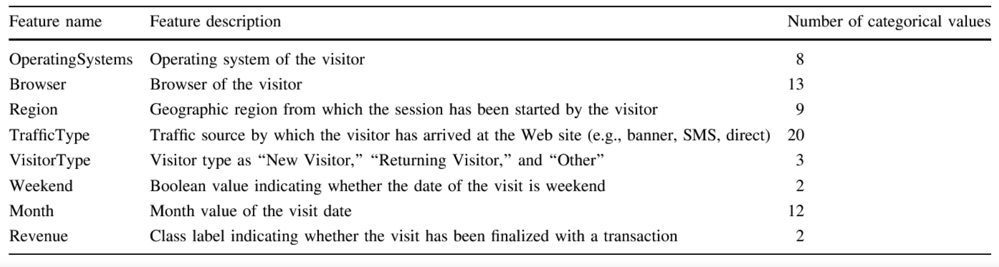 Feature name Feature description Number of categorical values
OperatingSystems Operating system of the visitor 8
Browser Browser of the visitor 13
Region Geographic region from which the session has been started by the visitor 9
TrafficType Traffic source by which the visitor has arrived at the Web site (e.g., banner, SMS, direct) 20
VisitorType Visitor type as “New Visitor,” “Returning Visitor,” and “Other” 3
Weekend Boolean value indicating whether the date of the visit is weekend 2
Month Month value of the visit date 12
Revenue Class label indicating whether the visit has been finalized with a transaction 2